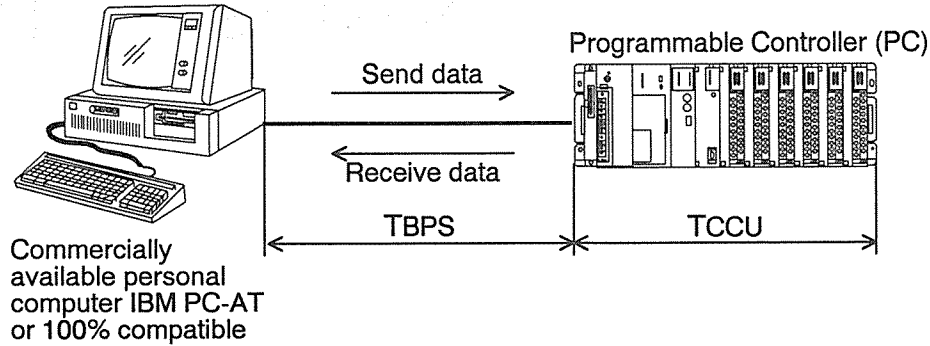 Programmable Controller (PC)
Send data
Receive data
TBPS
TCCU
Commercially
available personal
computer IBM PC-AT
or 100% compatible